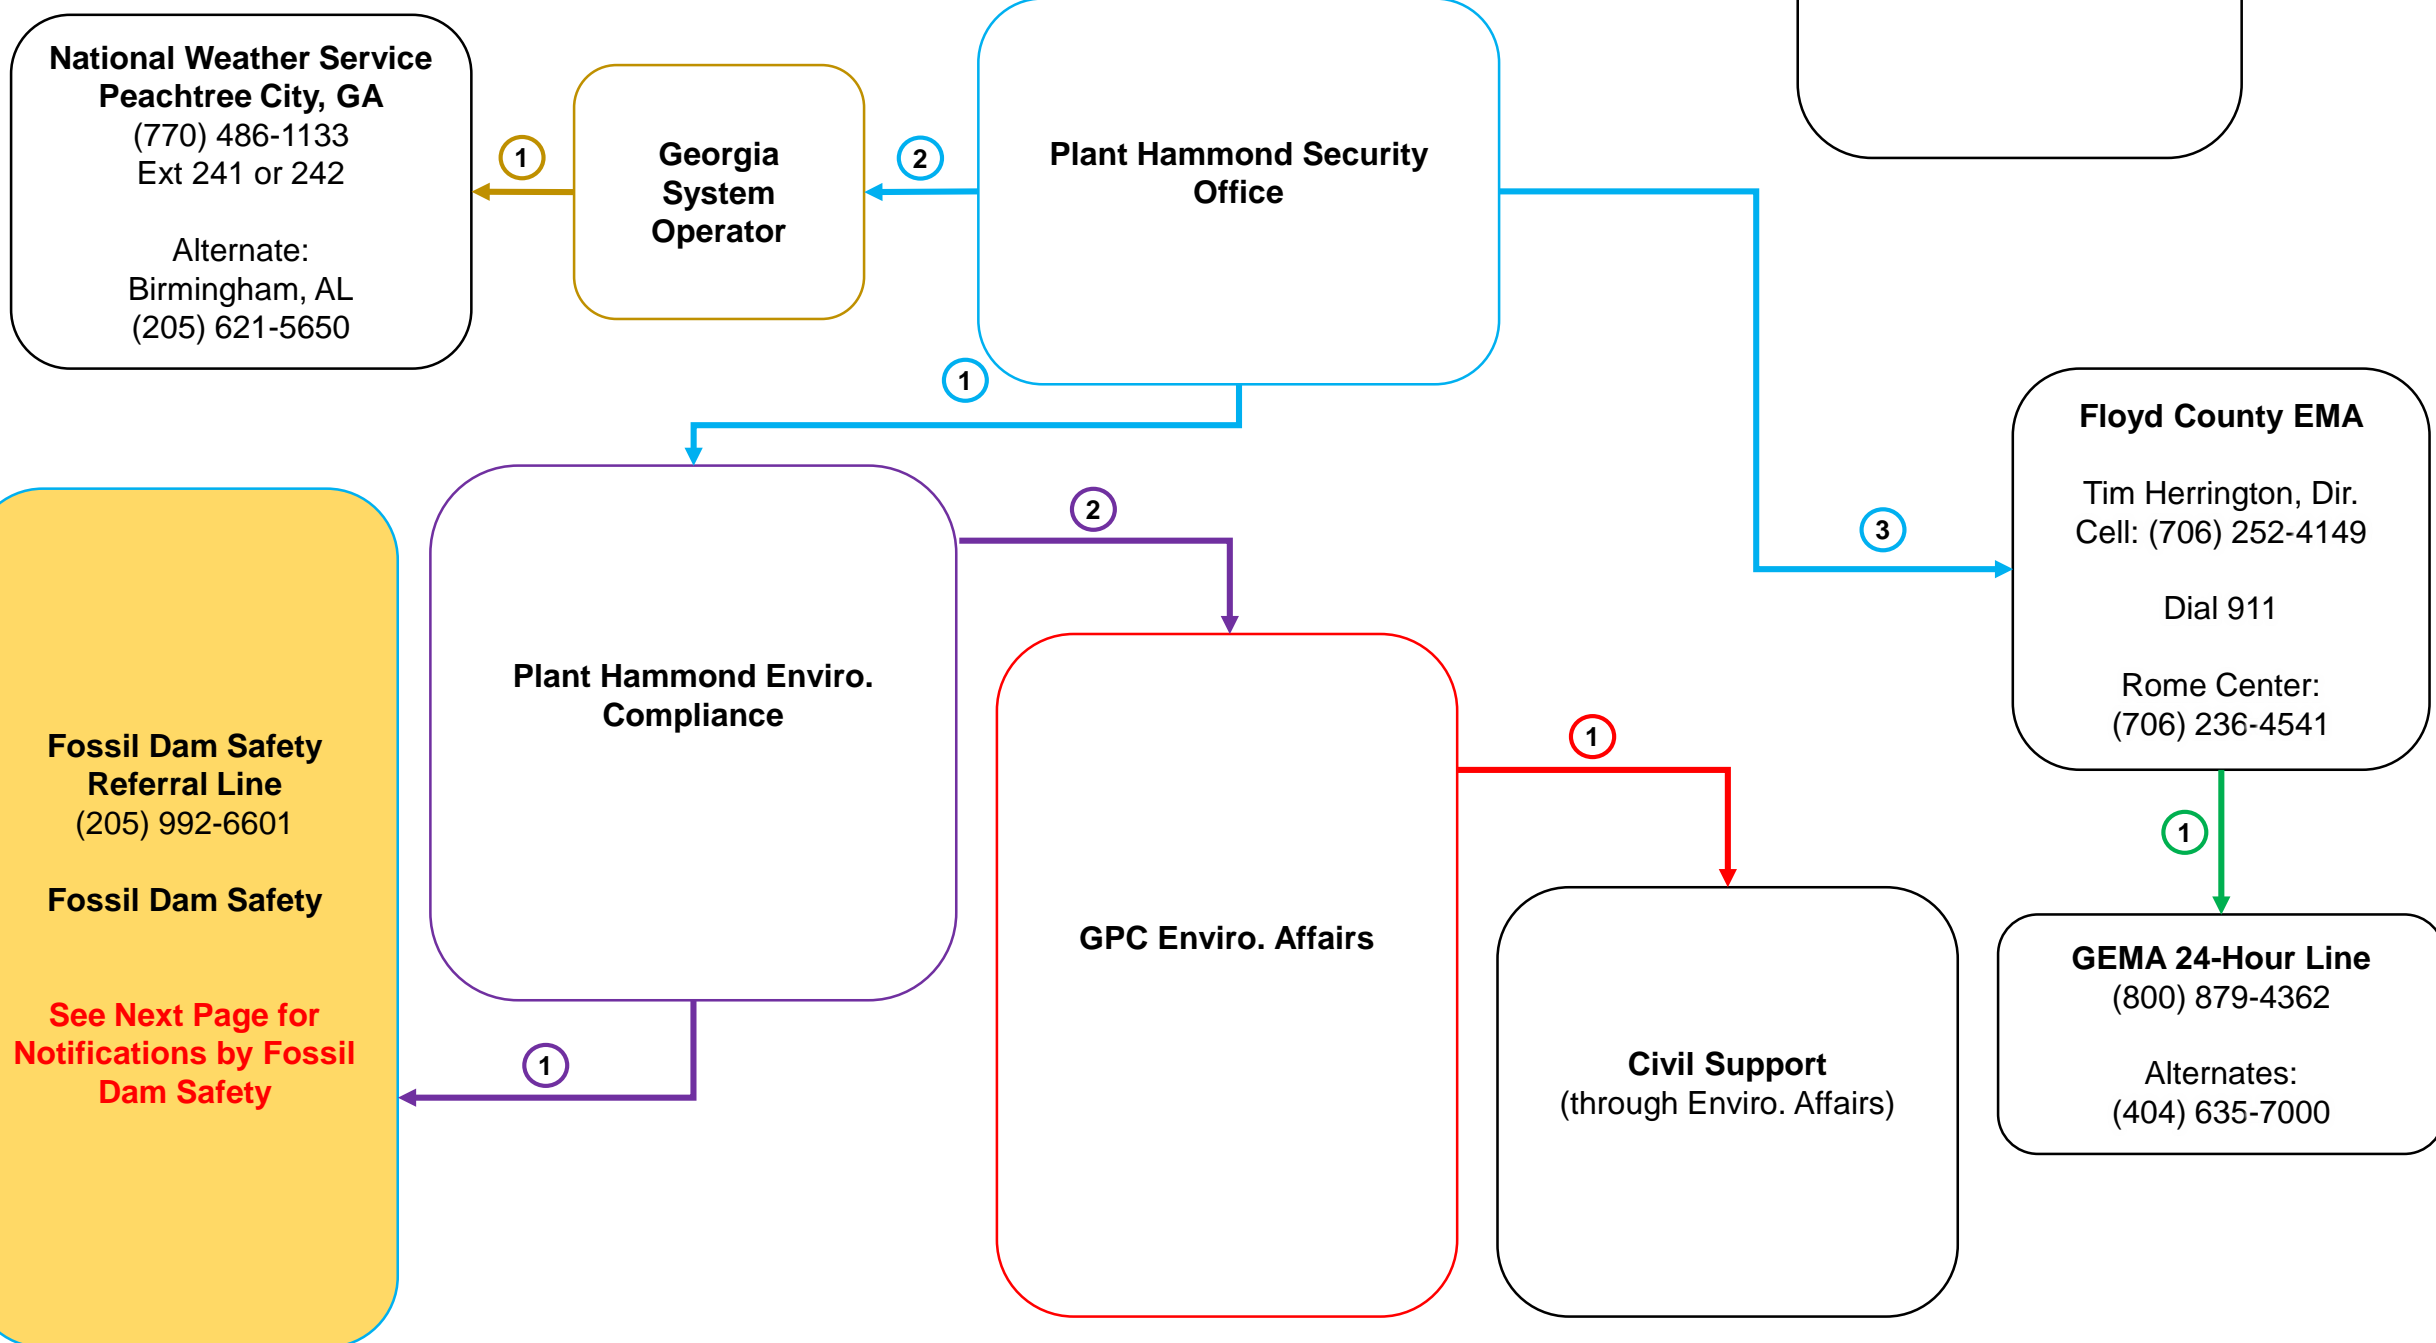 National Weather Service
Peachtree City, GA
(770) 486-1133
Ext 241 or 242
Alternate:
Birmingham, AL
(205) 621-5650
1
Georgia
System
Operator
2
Plant Hammond Security
Office
1
3
Floyd County EMA
Tim Herrington, Dir.
Cell: (706) 252-4149
Dial 911
Rome Center:
(706) 236-4541
Fossil Dam Safety
Referral Line
(205) 992-6601
Fossil Dam Safety
See Next Page for
Notifications by Fossil
Dam Safety
Plant Hammond Enviro.
Compliance
1
2
GPC Enviro. Affairs
1
Civil Support
(through Enviro. Affairs)
1
GEMA 24-Hour Line
(800) 879-4362
Alternates:
(404) 635-7000